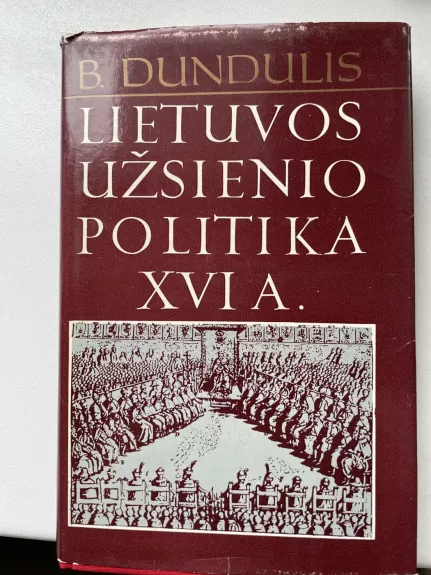 B. DUNDULIS
LIETUVOS
UŽSIENIO
POLITIKA
XVI A.